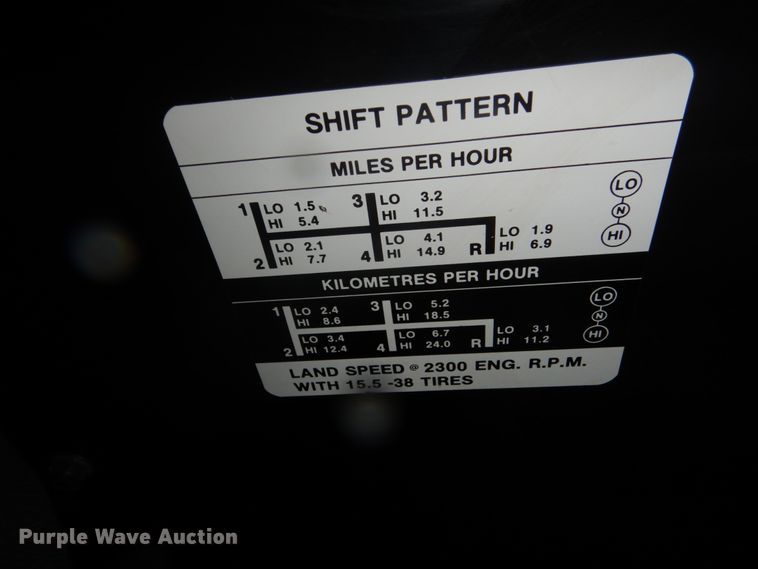 SHIFT PATTERN
MILES PER HOUR
1 LO 1.5 3 LO 3.2 LO
HI 5.4 HI 11.5 N
LO 2.1 LO 4.1 R LO 1.9 HI
2 HI 7.7 4 HI 14.9 HI 6.9
KILOMETRES PER HOUR
1 LO 2.4 3 LO 5.2 LO
HI 8.6 HI 18.5 N
LO 3.4 LO 6.7 R LO 3.1 HI
2 HI 12.4 4 HI 24.0 HI 11.2
LAND SPEED @ 2300 ENG. R.P.M.
WITH 15.5 -38 TIRES
Purple Wave Auction